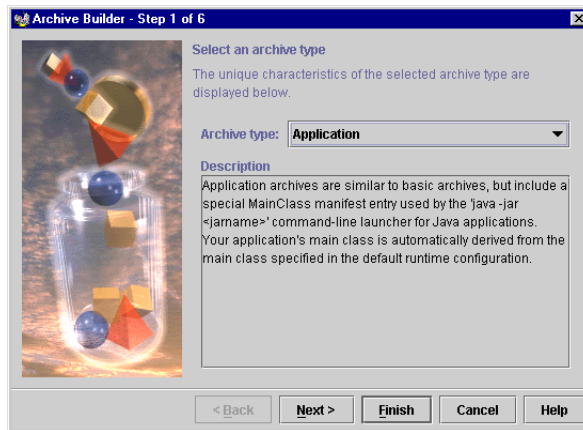 Archive Builder - Step 1 of 6
Select an archive type
The unique characteristics of the selected archive type are
displayed below.
Archive type: Application
Description
Application archives are similar to basic archives, but include a
special MainClass manifest entry used by the 'java -jar
<jarname>' command-line launcher for Java applications.
Your application's main class is automatically derived from the
main class specified in the default runtime configuration.
< Back Next > Finish Cancel Help